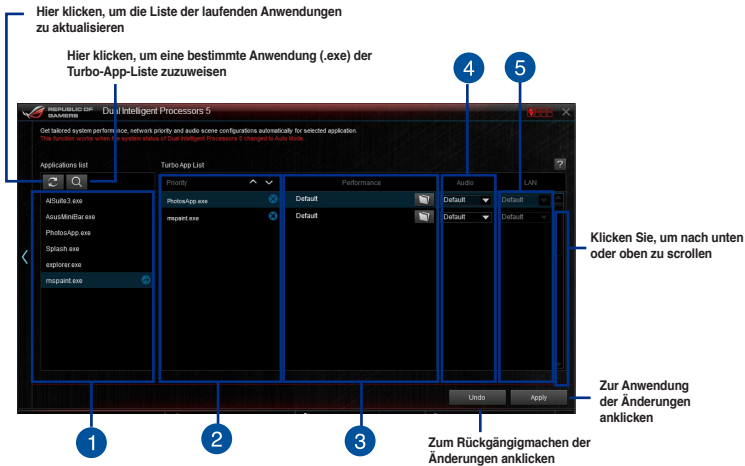 Hier klicken, um die Liste der laufenden Anwendungen
zu aktualisieren
Hier klicken, um eine bestimmte Anwendung (.exe) der
Turbo-App-Liste zuzuweisen
4
5
REPUBLIC OF
GAMERS
Dual Intelligent Processors 5
Get tailored system performance, network priority and audio scene configurations automatically for selected application.
This function works when the system status of Dual Intelligent Processors 5 changed to Auto Mode.
Applications list
Turbo App List
?
Priority
Performance
Audio
LAN
AISuite3.exe
PhotosApp.exe
Default
Default
Default
AsusMiniBar.exe
mspaint.exe
Default
Default
Default
PhotosApp.exe
Splash.exe
explorer.exe
mspaint.exe
Klicken Sie, um nach unten
oder oben zu scrollen
Undo
Apply
Zur Anwendung
der Änderungen
anklicken
1
2
3
Zum Rückgängigmachen der
Änderungen anklicken